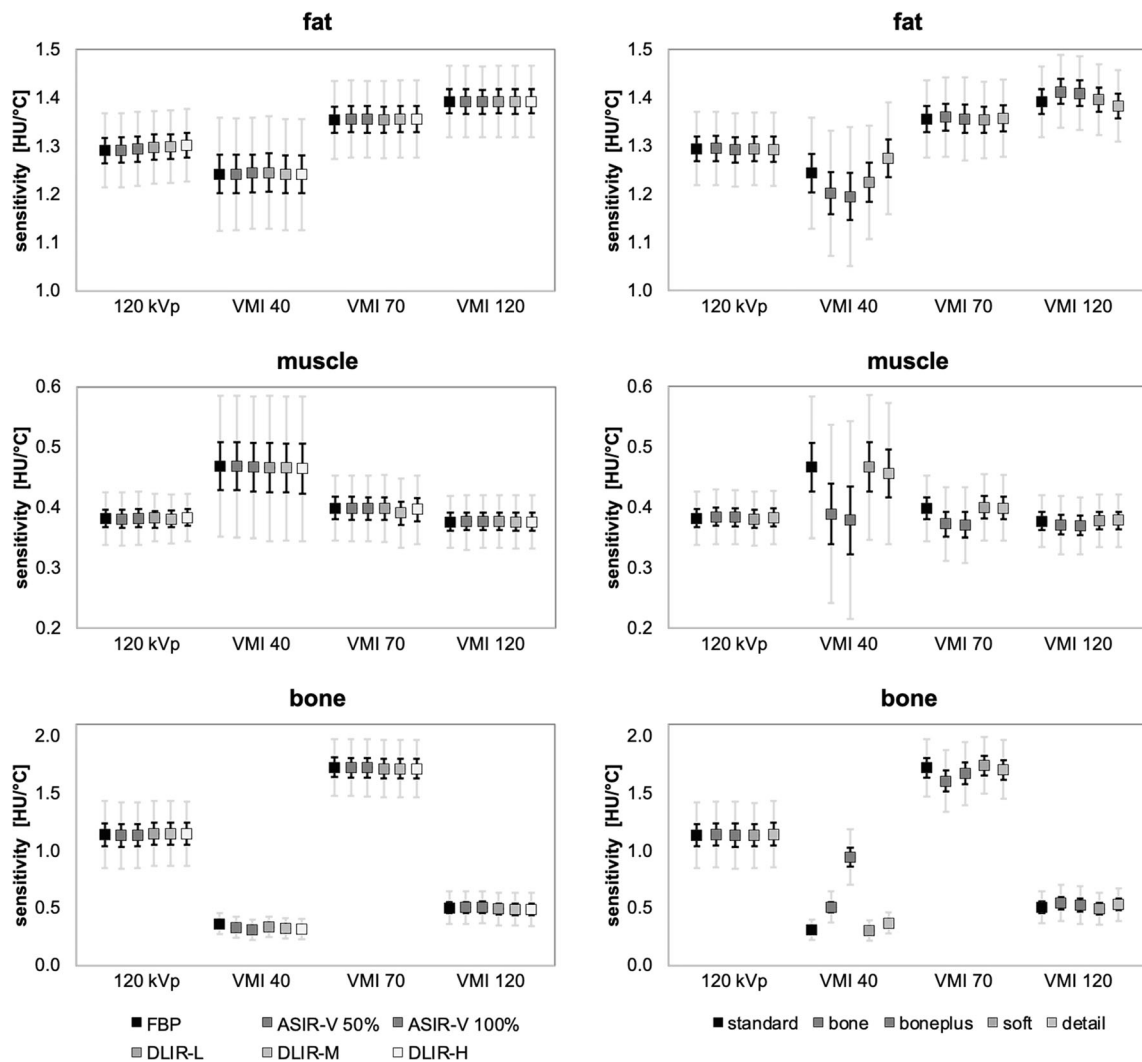 fat
sensitivity [HU/°C]
1.5
1.4
1.3
1.2
1.1
1.0
120 kVp VMI 40 VMI 70 VMI 120
fat
sensitivity [HU/°C]
1.5
1.4
1.3
1.2
1.1
1.0
120 kVp VMI 40 VMI 70 VMI 120
muscle
sensitivity [HU/°C]
0.6
0.5
0.4
0.3
0.2
120 kVp VMI 40 VMI 70 VMI 120
muscle
sensitivity [HU/°C]
0.6
0.5
0.4
0.3
0.2
120 kVp VMI 40 VMI 70 VMI 120
bone
sensitivity [HU/°C]
2.0
1.5
1.0
0.5
0.0
120 kVp VMI 40 VMI 70 VMI 120
FBP ASIR-V 50% ASIR-V 100%
DLIR-L DLIR-M DLIR-H
bone
sensitivity [HU/°C]
2.0
1.5
1.0
0.5
0.0
120 kVp VMI 40 VMI 70 VMI 120
standard bone boneplus soft detail